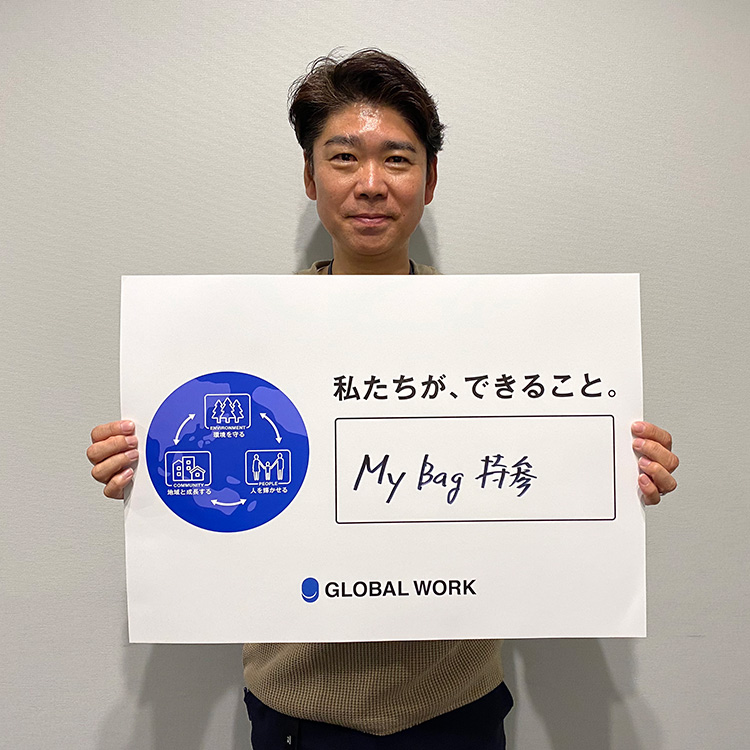 私たちが、できること。
ENVIRONMENT
環境を守る
COMMUNITY
地域と成長する
PEOPLE
人を輝かせる
My Bag 持参
GLOBAL WORK